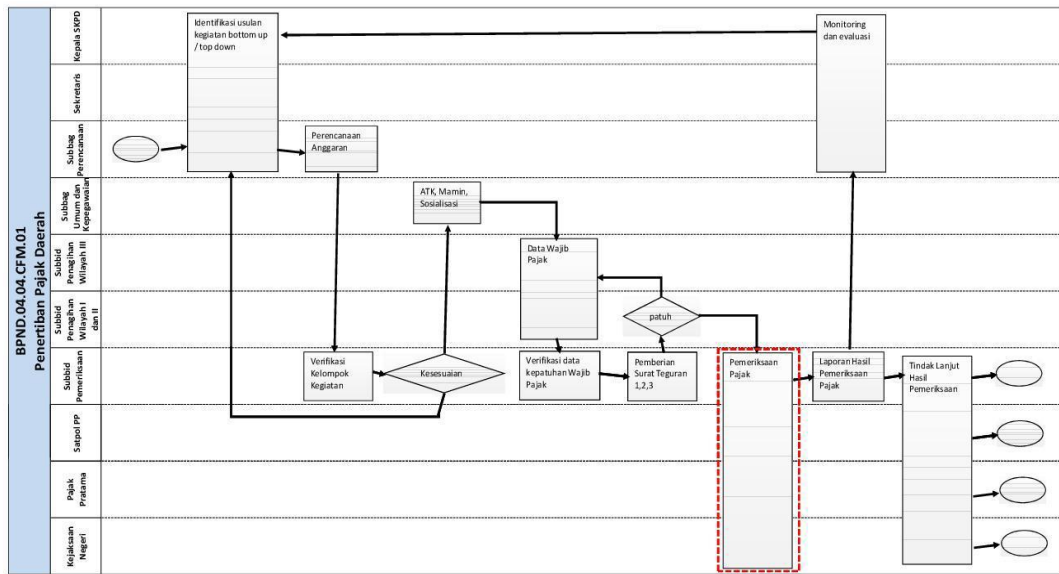 BPND.04.04.CFM.01
Penertiban Pajak Daerah
Kepala SKPD
Sekretaris
Subbag
Perencanaan
Subbag
Umum dan
Kepegawaian
Subbid
Penagihan
Wilayah III
Subbid
Penagihan
Wilayah I
dan II
Subbid
Pemeriksaan
Satpol PP
Pajak
Pratama
Kejaksaan
Negeri
Identifikasi usulan
kegiatan bottom up
/ top down
Monitoring
dan evaluasi
Perencanaan
Anggaran
ATK, Mamin,
Sosialisasi
Data Wajib
Pajak
patuh
Verifikasi
Kelompok
Kegiatan
Kesesuaian
Verifikasi data
kepatuhan Wajib
Pajak
Pemberian
Surat Teguran
1,2,3
Pemeriksaan
Pajak
Laporan Hasil
Pemeriksaan
Pajak
Tindak Lanjut
Hasil
Pemeriksaan